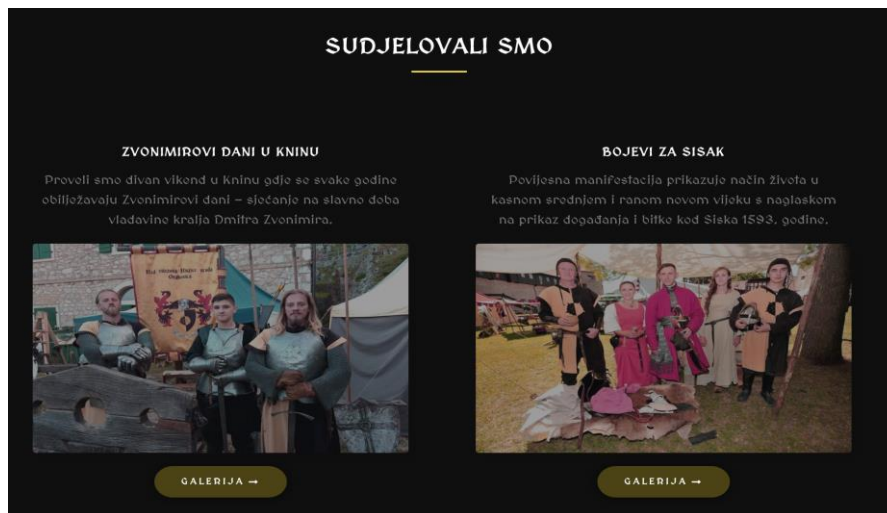 SUDJELOVALI SMO
ZVONIMIROVI DANI U KNINU
Proveli smo divan vikend u Kninu gdje se svake godine
obilježavaju Zvonimirovi dani – sjećanje na slavno doba
vladavine kralja Dmitra Zvonimira.
GALERIJA →
BOJEVI ZA SISAK
Povijesna manifestacija prikazuje način života u
kasnom srednjem i ranom novom vijeku s naglaskom
na prikaz događanja i bitke kod Siska 1593. godine.
GALERIJA →